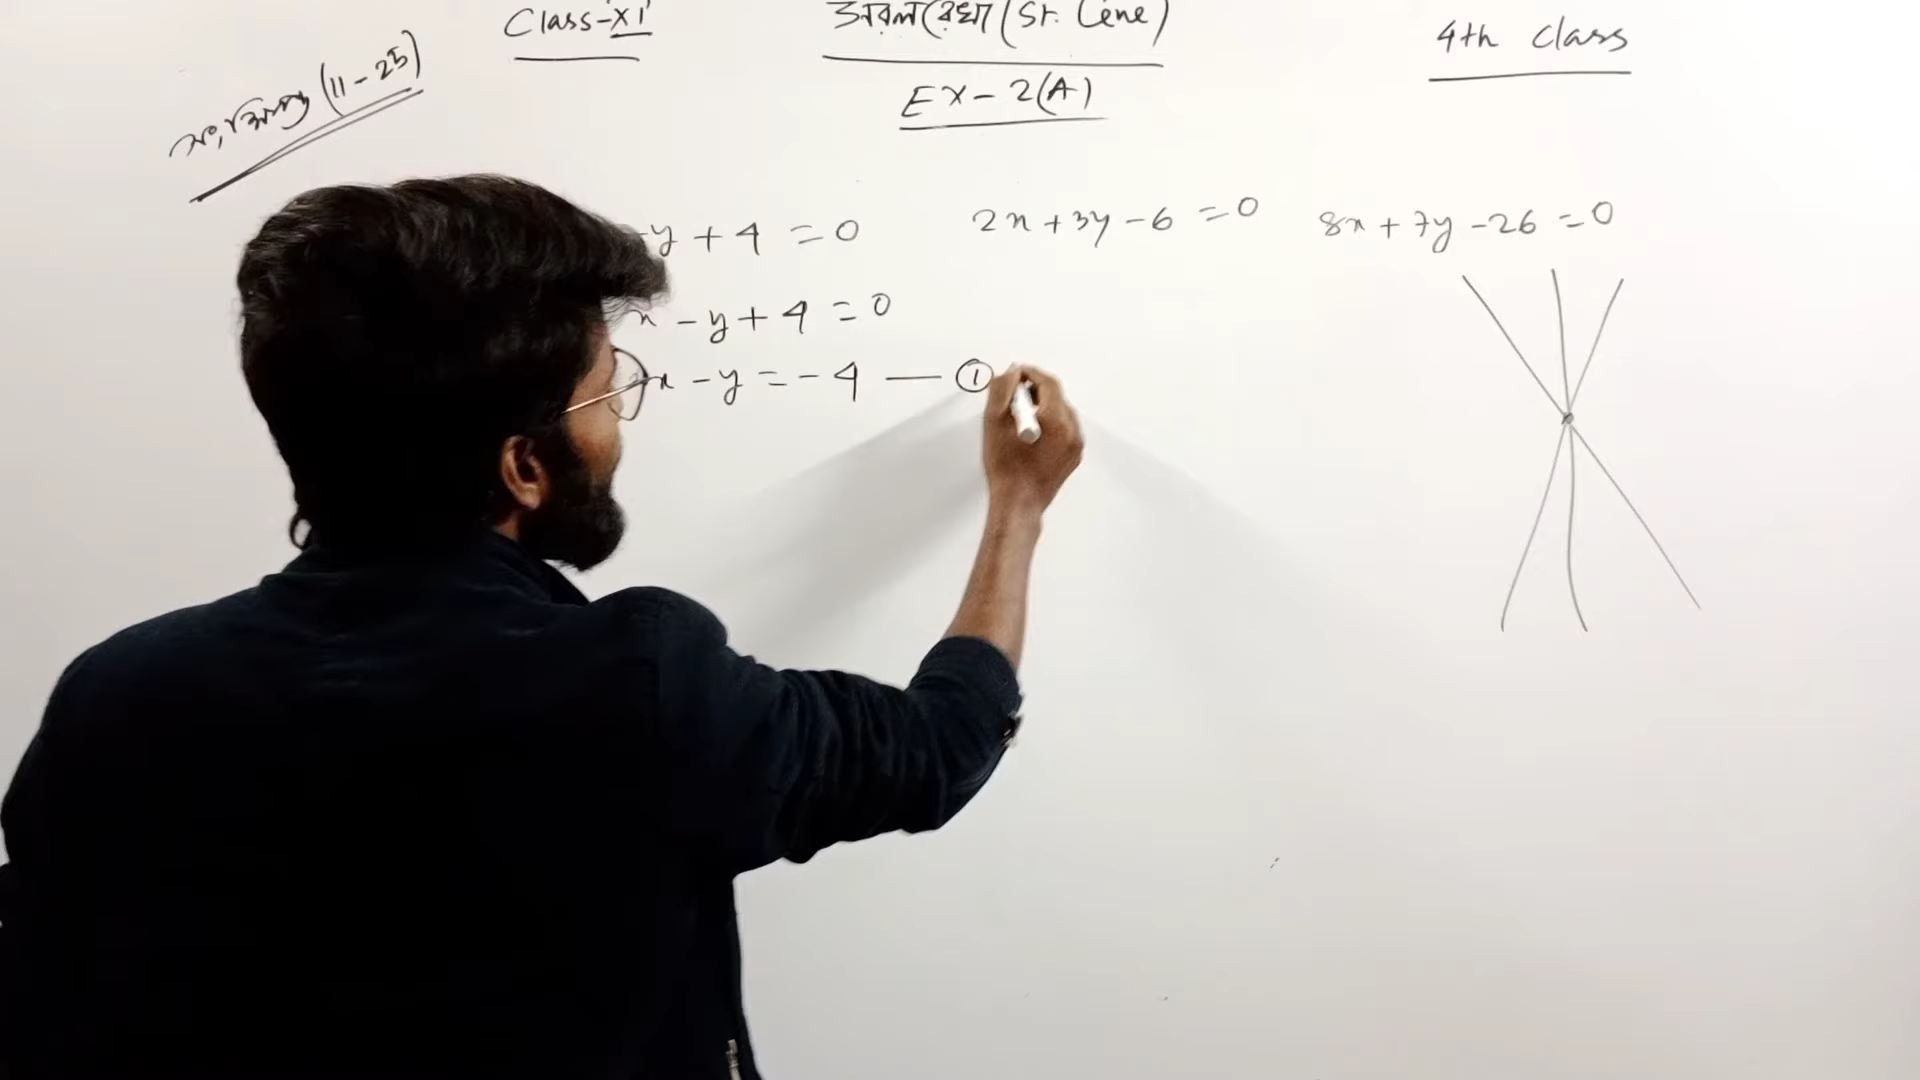 Class-XI
সরলরেখা (St. Line)
4th class
EX-2(A)
(11-25)
-y+4=0
2x+3y-6=0
8x+7y-26=0
x-y+4=0
x-y=-4 — ①